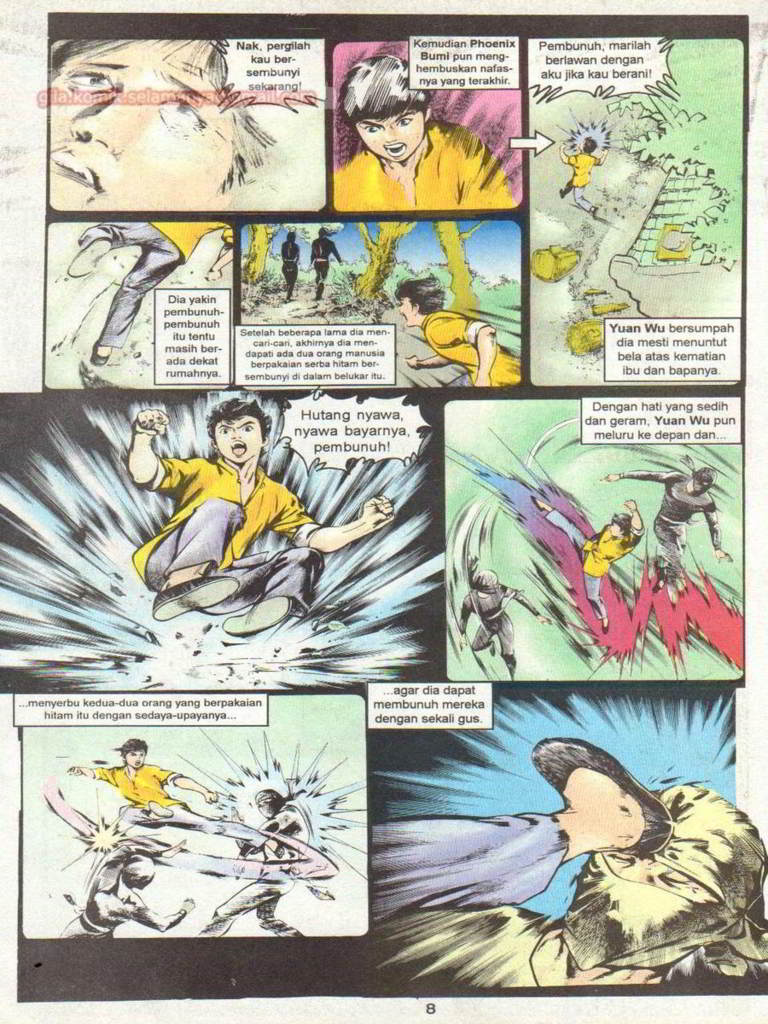 Nak, pergilah
kau ber-
sembunyi
sekarang!
Kemudian Phoenix
Bumi pun meng-
hembuskan nafas-
nya yang terakhir.
Pembunuh, marilah
berlawan dengan
aku jika kau berani!
Dia yakin
pembunuh-
pembunuh
itu tentu
masih ber-
ada dekat
rumahnya.
Setelah beberapa lama dia men-
cari-cari, akhirnya dia men-
dapati ada dua orang manusia
berpakaian serba hitam ber-
sembunyi di dalam belukar itu.
Yuan Wu bersumpah
dia mesti menuntut
bela atas kematian
ibu dan bapanya.
Hutang nyawa,
nyawa bayarnya,
pembunuh!
Dengan hati yang sedih
dan geram, Yuan Wu pun
meluru ke depan dan...
...menyerbu kedua-dua orang yang berpakaian
hitam itu dengan sedaya-upayanya...
...agar dia dapat
membunuh mereka
dengan sekali gus.
8